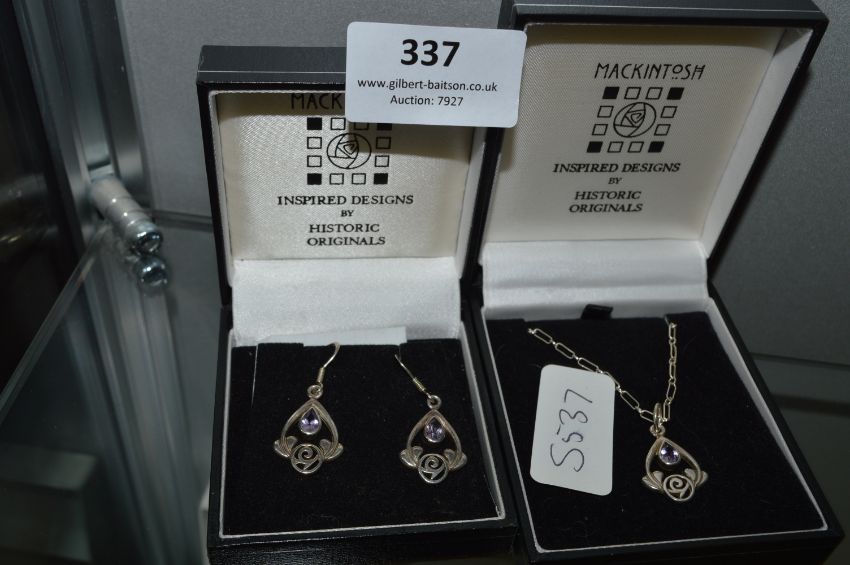 337
www.gilbert-baitson.co.uk
Auction: 7927
MACK
INSPIRED DESIGNS
BY
HISTORIC
ORIGINALS
MACKINTOSH
INSPIRED DESIGNS
BY
HISTORIC
ORIGINALS
S537